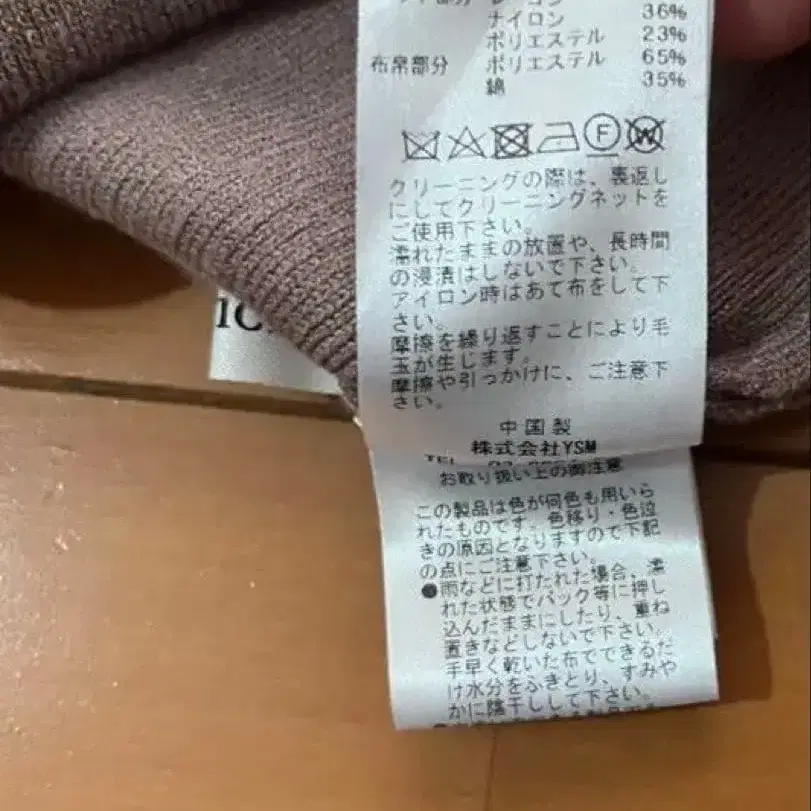 ナイロン 36%
ポリエステル 23%
布帛部分 ポリエステル 65%
綿 35%
F W
クリーニングの際は、裏返し
にしてクリーニングネットを
ご使用下さい。
濡れたままの放置や、長時間
の浸漬はしないで下さい。
アイロン時はあて布をして下
さい。
摩擦を繰り返すことにより毛
玉が生じます。
摩擦や引っかけに、ご注意下
さい。
中国製
株式会社YSM
お取り扱い上の御注意
この製品は色が何色も用いら
れたものです。色移り・色泣
きの原因となりますので下記
の点にご注意下さい。
●雨などに打たれた場合、濡
れた状態でバック等に押し
込んだままにしたり、重ね
置きなどしないで下さい。
手早く乾いた布でできるだ
け水分をふきとり、すみや
かに陰干しして下さい。